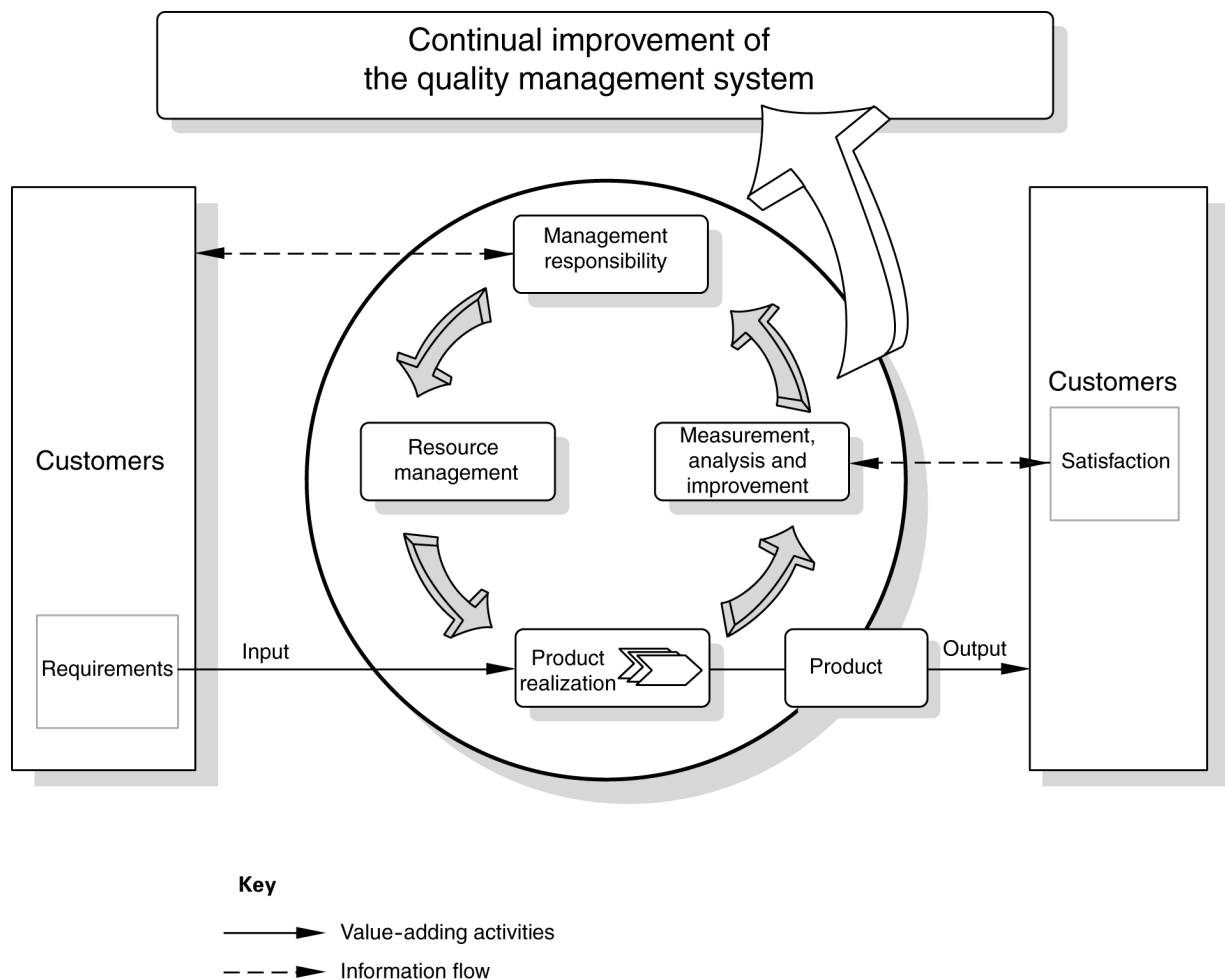 Continual improvement of
the quality management system
Management
responsibility
Customers
Customers
Resource
management
Measurement,
analysis and
improvement
Satisfaction
Requirements
Input
Product
realization
Product
Output
Key
Value-adding activities
Information flow